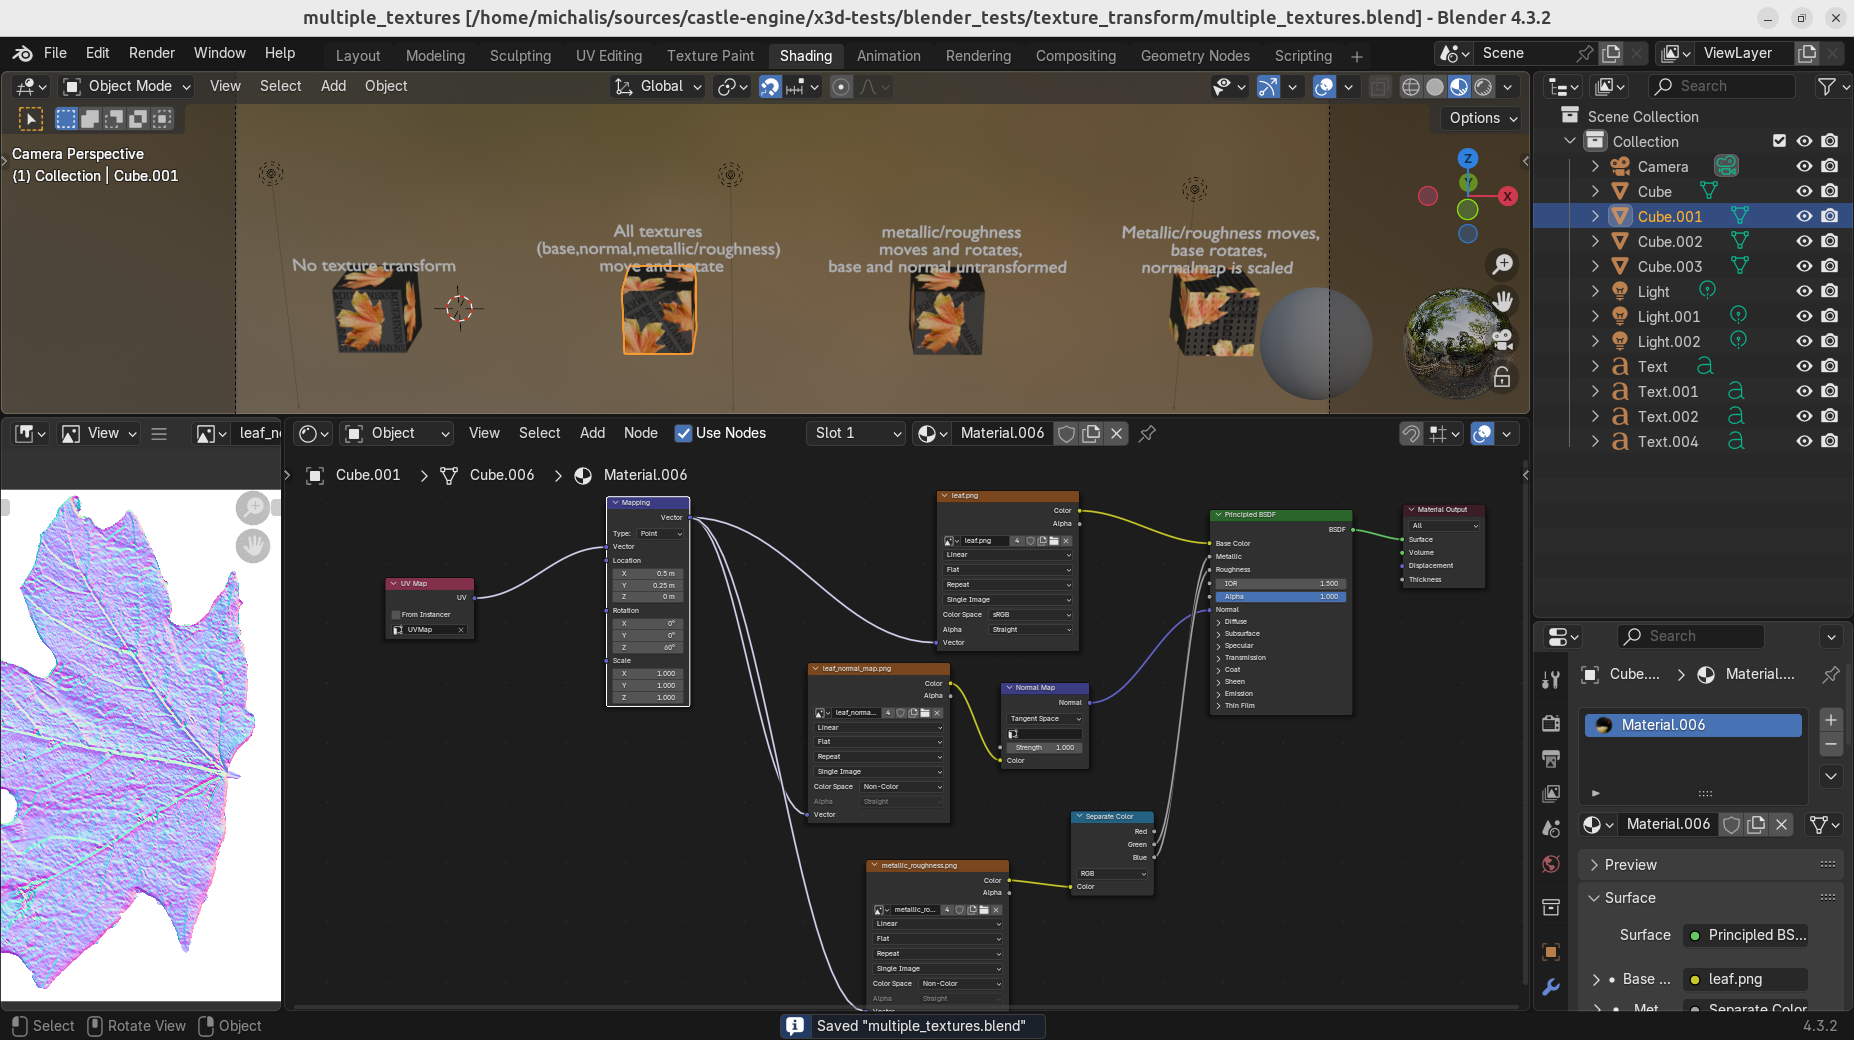 multiple_textures [/home/michalis/sources/castle-engine/x3d-tests/blender_tests/texture_transform/multiple_textures.blend] - Blender 4.3.2
File Edit Render Window Help
Layout Modeling Sculpting UV Editing Texture Paint Shading Animation Rendering Compositing Geometry Nodes Scripting +
Scene
ViewLayer
Object Mode View Select Add Object
Global
Options
Camera Perspective
(1) Collection | Cube.001
No texture transform
All textures
(base,normal,metallic/roughness)
move and rotate
metallic/roughness
moves and rotates,
base and normal untransformed
Metallic/roughness moves,
base rotates,
normalmap is scaled
Z
Y
X
Search
Scene Collection
Collection
Camera
Cube
Cube.001
Cube.002
Cube.003
Light
Light.001
Light.002
Text
Text.001
Text.002
Text.004
View
leaf_n
Object View Select Add Node Use Nodes Slot 1 Material.006
Cube.001 > Cube.006 > Material.006
UV Map
UV
From Instancer
UVMap
Mapping
Vector
Type: Point
Vector
Location
X 0.5 m
Y 0.25 m
Z 0 m
Rotation
X 0°
Y 0°
Z 60°
Scale
X 1.000
Y 1.000
Z 1.000
leaf.png
Color
Alpha
leaf.png 4
Linear
Flat
Repeat
Single Image
Color Space sRGB
Alpha Straight
Vector
leaf_normal_map.png
Color
Alpha
leaf_norma... 4
Linear
Flat
Repeat
Single Image
Color Space Non-Color
Alpha Straight
Vector
Normal Map
Normal
Tangent Space
Strength 1.000
Color
metallic_roughness.png
Color
Alpha
metallic_ro... 4
Linear
Flat
Repeat
Single Image
Color Space Non-Color
Alpha Straight
Vector
Separate Color
Red
Green
Blue
RGB
Color
Principled BSDF
BSDF
Base Color
Metallic
Roughness
IOR 1.500
Alpha 1.000
Normal
Diffuse
Subsurface
Specular
Transmission
Coat
Sheen
Emission
Thin Film
Material Output
All
Surface
Volume
Displacement
Thickness
Search
Cube.... > Material....
Material.006
Material.006
Preview
Surface
Surface Principled BS...
Base ... leaf.png
Met... Separate Color
Select Rotate View Object
Saved "multiple_textures.blend"
4.3.2